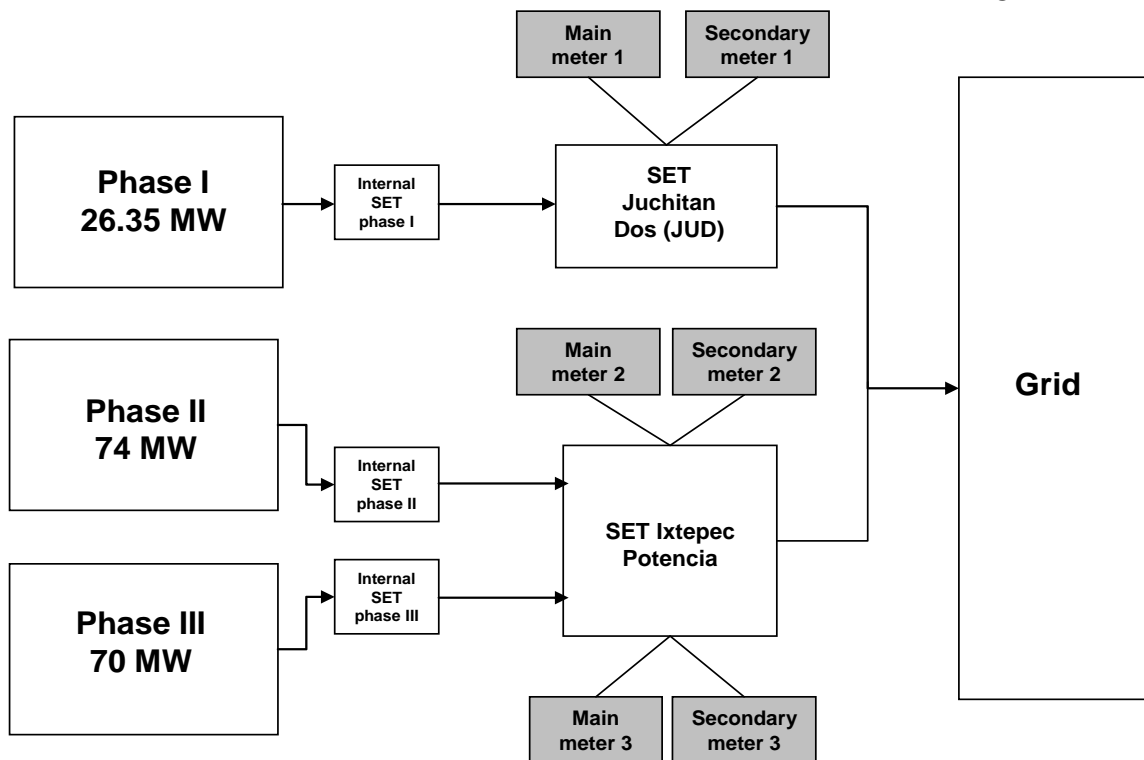 Main
meter 1
Secondary
meter 1
Phase I
26.35 MW
Internal
SET
phase I
SET
Juchitan
Dos (JUD)
Main
meter 2
Secondary
meter 2
Grid
Phase II
74 MW
Internal
SET
phase II
SET Ixtepec
Potencia
Phase III
70 MW
Internal
SET
phase III
Main
meter 3
Secondary
meter 3